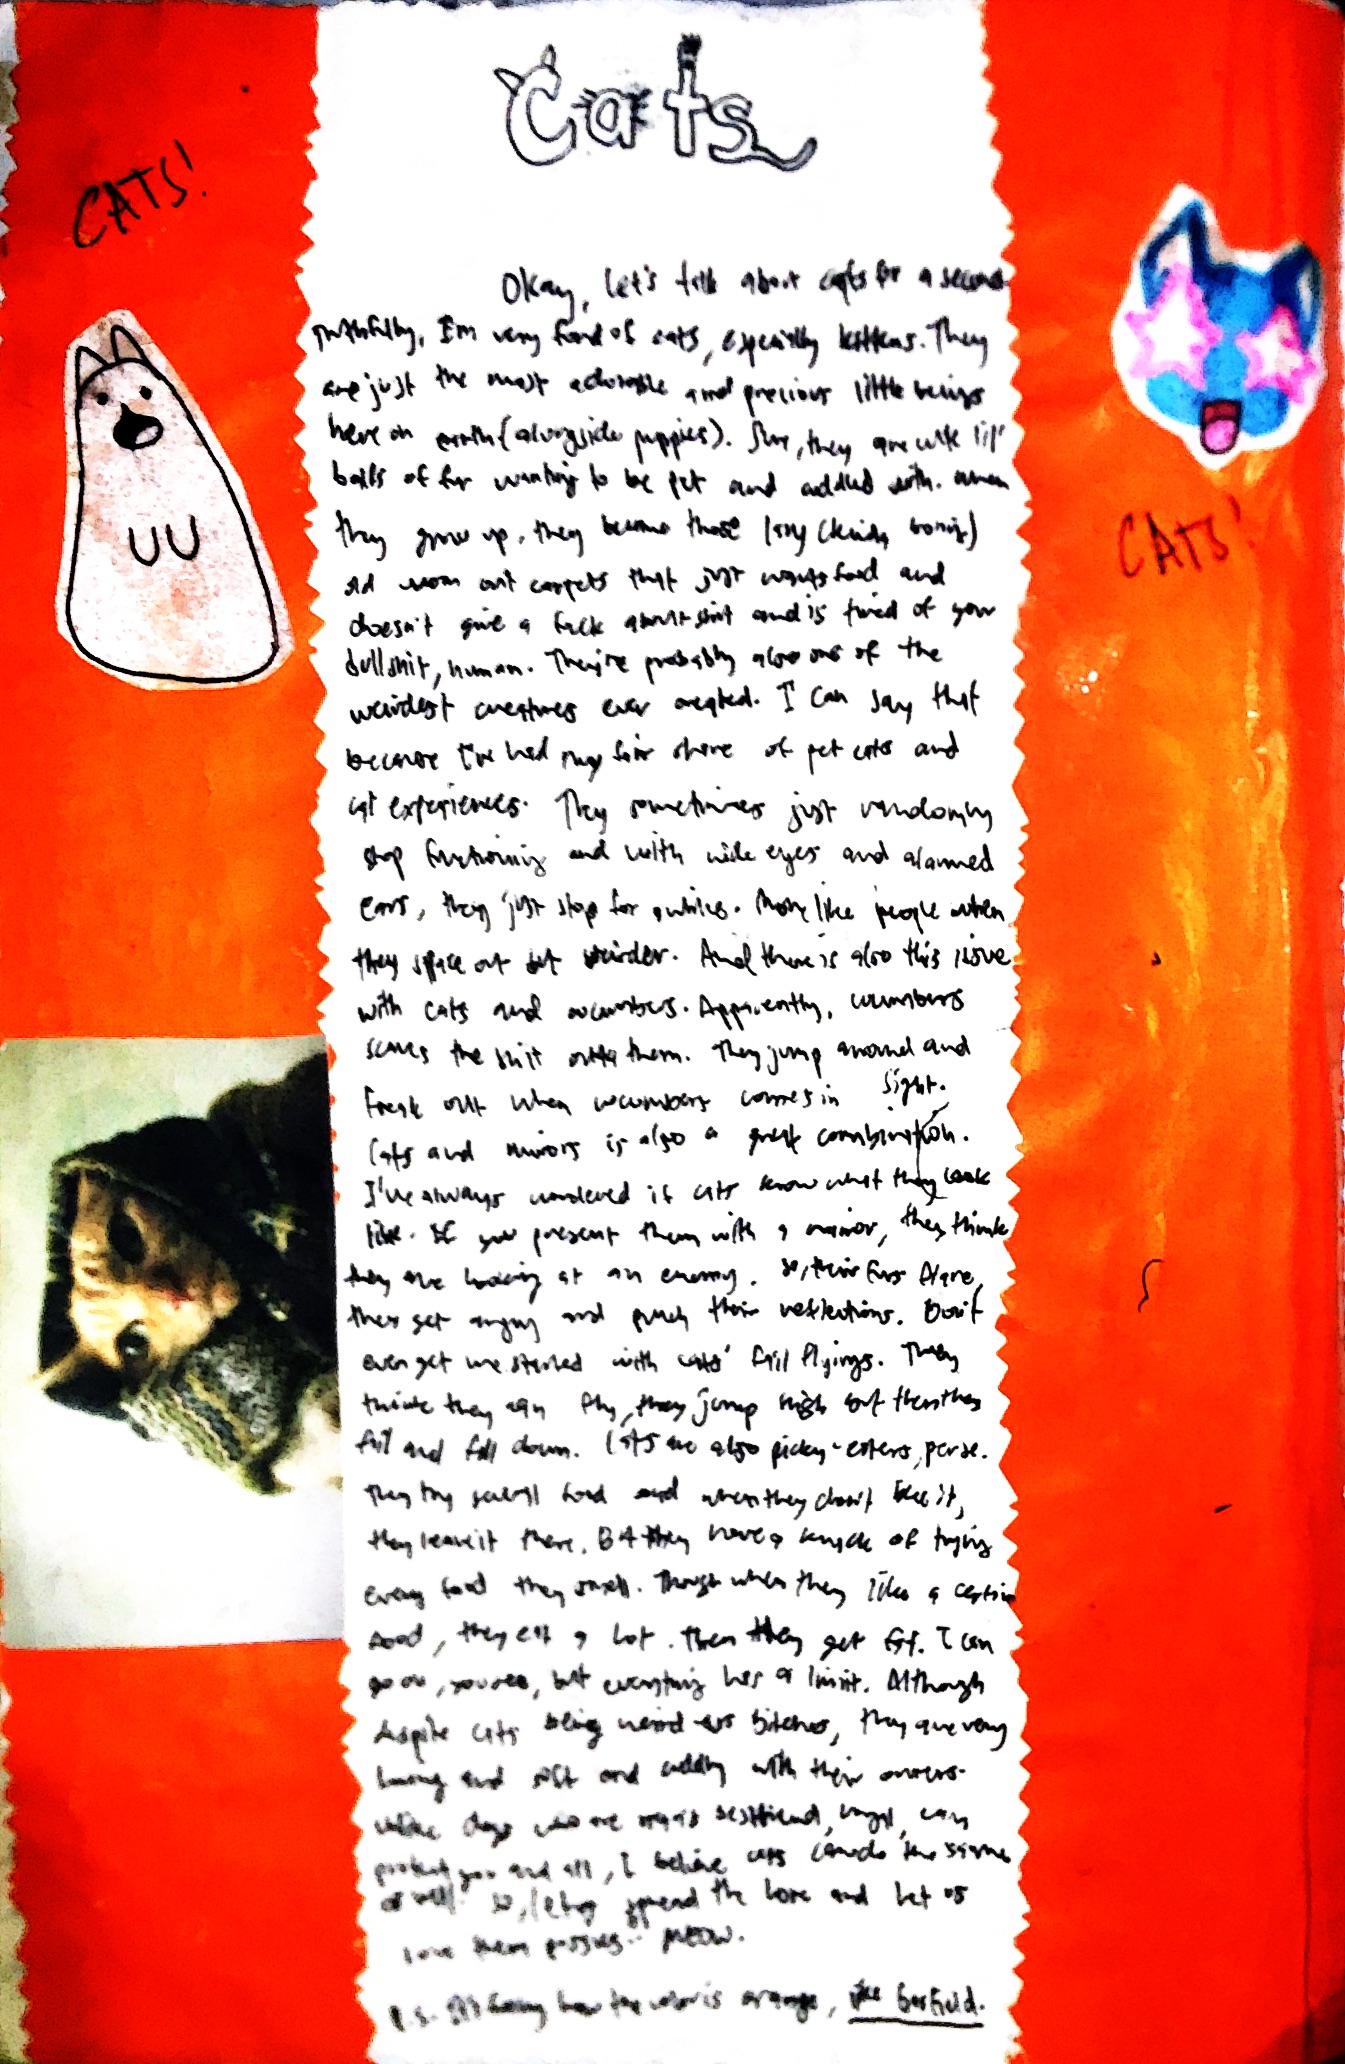 Cats
CATS!
CATS!
Okay, let's talk about cats for a second
truthfully, I'm very fond of cats, especially kittens. They
are just the most adorable and precious little beings
here on earth (alongside puppies). Sure, they are cute lil'
balls of fur wanting to be pet and cuddled with. when
they grow up, they become those lazy (kinda boring)
old worn out carpets that just wants food and
doesn't give a fuck about shit and is tired of your
bullshit, human. They're probably also one of the
weirdest creatures ever created. I can say that
because I've had my fair share of pet cats and
cat experiences. They sometimes just randomly
stop functioning and with wide eyes and alarmed
ears, they just stop for awhile. More like people when
they space out but weirder. And there is also this issue
with cats and cucumbers. Apparently, cucumbers
scares the shit outta them. They jump around and
freak out when cucumbers comes in sight.
Cats and mirrors is also a great combination.
I've always wondered if cats know what they look
like. If you present them with a mirror, they think
they are looking at an enemy. So, their furs flare,
they get angry and punch their reflections. Don't
even get me started with cats' fail flyings. They
think they can fly, they jump high but then they
fail and fall down. Cats are also picky-eaters, per se.
They try several food and when they don't like it,
they leave it there. But they have a knack of trying
every food they smell. Though when they like a certain
food, they eat a lot. Then they get fat. I can
go on, you see, but everything has a limit. Although
despite cats being weird-ass bitches, they are very
loving and soft and cuddly with their owners.
Unlike dogs who are man's bestfriend, loyal, can
protect you and all, I believe cats can do the same
as well. So, let us spread the love and let us
love them pussies. MEOW.
P.S. It's funny how the color is orange, like Garfield.